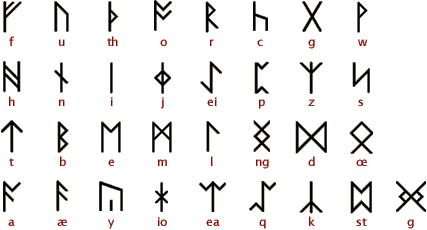 ᚠ ᚢ ᚦ ᚩ ᚱ ᚳ ᚷ ᚹ
f u th o r c g w
ᚻ ᚾ ᛁ ᛄ ᛇ ᛈ ᛉ ᛋ
h n i j ei p z s
ᛏ ᛒ ᛖ ᛗ ᛚ ᛝ ᛞ ᛟ
t b e m l ng d œ
ᚪ ᚫ ᚣ ᛡ ᛠ ᛢ ᛣ ᛥ ᚸ
a æ y io ea q k st g